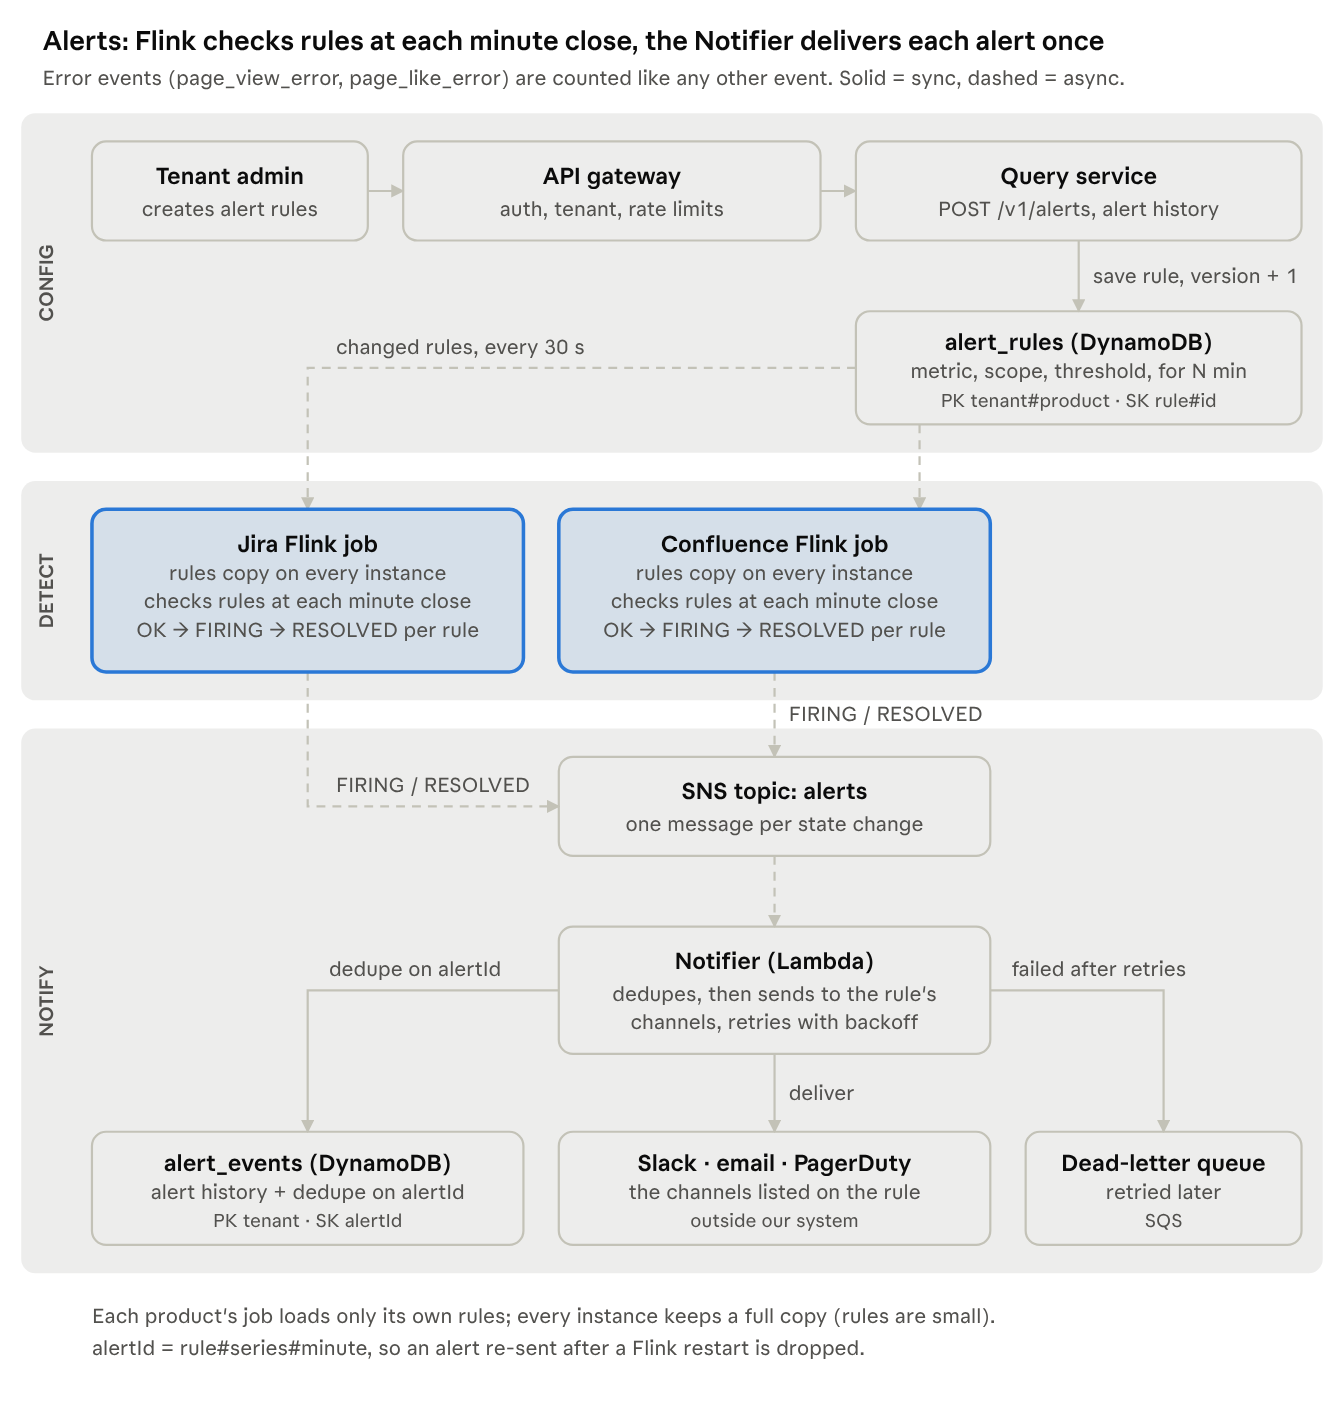 Alerts: Flink checks rules at each minute close, the Notifier delivers each alert once
Error events (page_view_error, page_like_error) are counted like any other event. Solid = sync, dashed = async.
CONFIG
Tenant admin
creates alert rules
API gateway
auth, tenant, rate limits
Query service
POST /v1/alerts, alert history
save rule, version + 1
changed rules, every 30 s
alert_rules (DynamoDB)
metric, scope, threshold, for N min
PK tenant#product · SK rule#id
DETECT
Jira Flink job
rules copy on every instance
checks rules at each minute close
OK → FIRING → RESOLVED per rule
Confluence Flink job
rules copy on every instance
checks rules at each minute close
OK → FIRING → RESOLVED per rule
FIRING / RESOLVED
NOTIFY
FIRING / RESOLVED
SNS topic: alerts
one message per state change
dedupe on alertId
Notifier (Lambda)
dedupes, then sends to the rule's
channels, retries with backoff
failed after retries
deliver
alert_events (DynamoDB)
alert history + dedupe on alertId
PK tenant · SK alertId
Slack · email · PagerDuty
the channels listed on the rule
outside our system
Dead-letter queue
retried later
SQS
Each product's job loads only its own rules; every instance keeps a full copy (rules are small).
alertId = rule#series#minute, so an alert re-sent after a Flink restart is dropped.